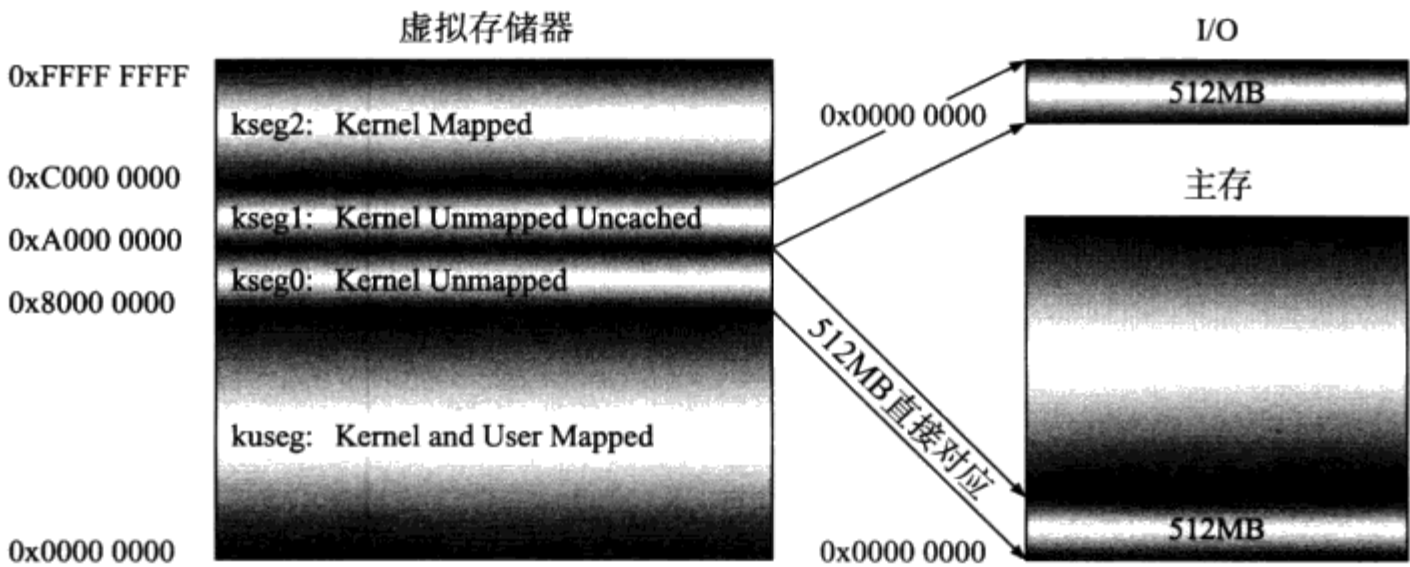 虚拟存储器
I/O
0xFFFF FFFF
512MB
kseg2: Kernel Mapped
0x0000 0000
0xC000 0000
主存
kseg1: Kernel Unmapped Uncached
0xA000 0000
kseg0: Kernel Unmapped
0x8000 0000
512MB直接对应
kuseg: Kernel and User Mapped
512MB
0x0000 0000
0x0000 0000